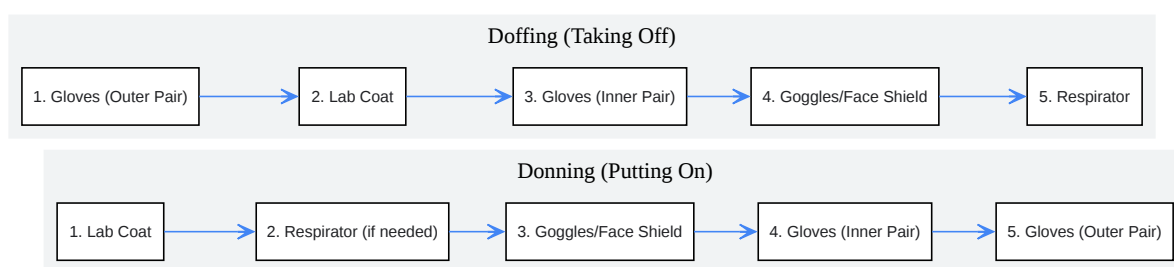 Doffing (Taking Off)
1. Gloves (Outer Pair)
2. Lab Coat
3. Gloves (Inner Pair)
4. Goggles/Face Shield
5. Respirator
Donning (Putting On)
1. Lab Coat
2. Respirator (if needed)
3. Goggles/Face Shield
4. Gloves (Inner Pair)
5. Gloves (Outer Pair)